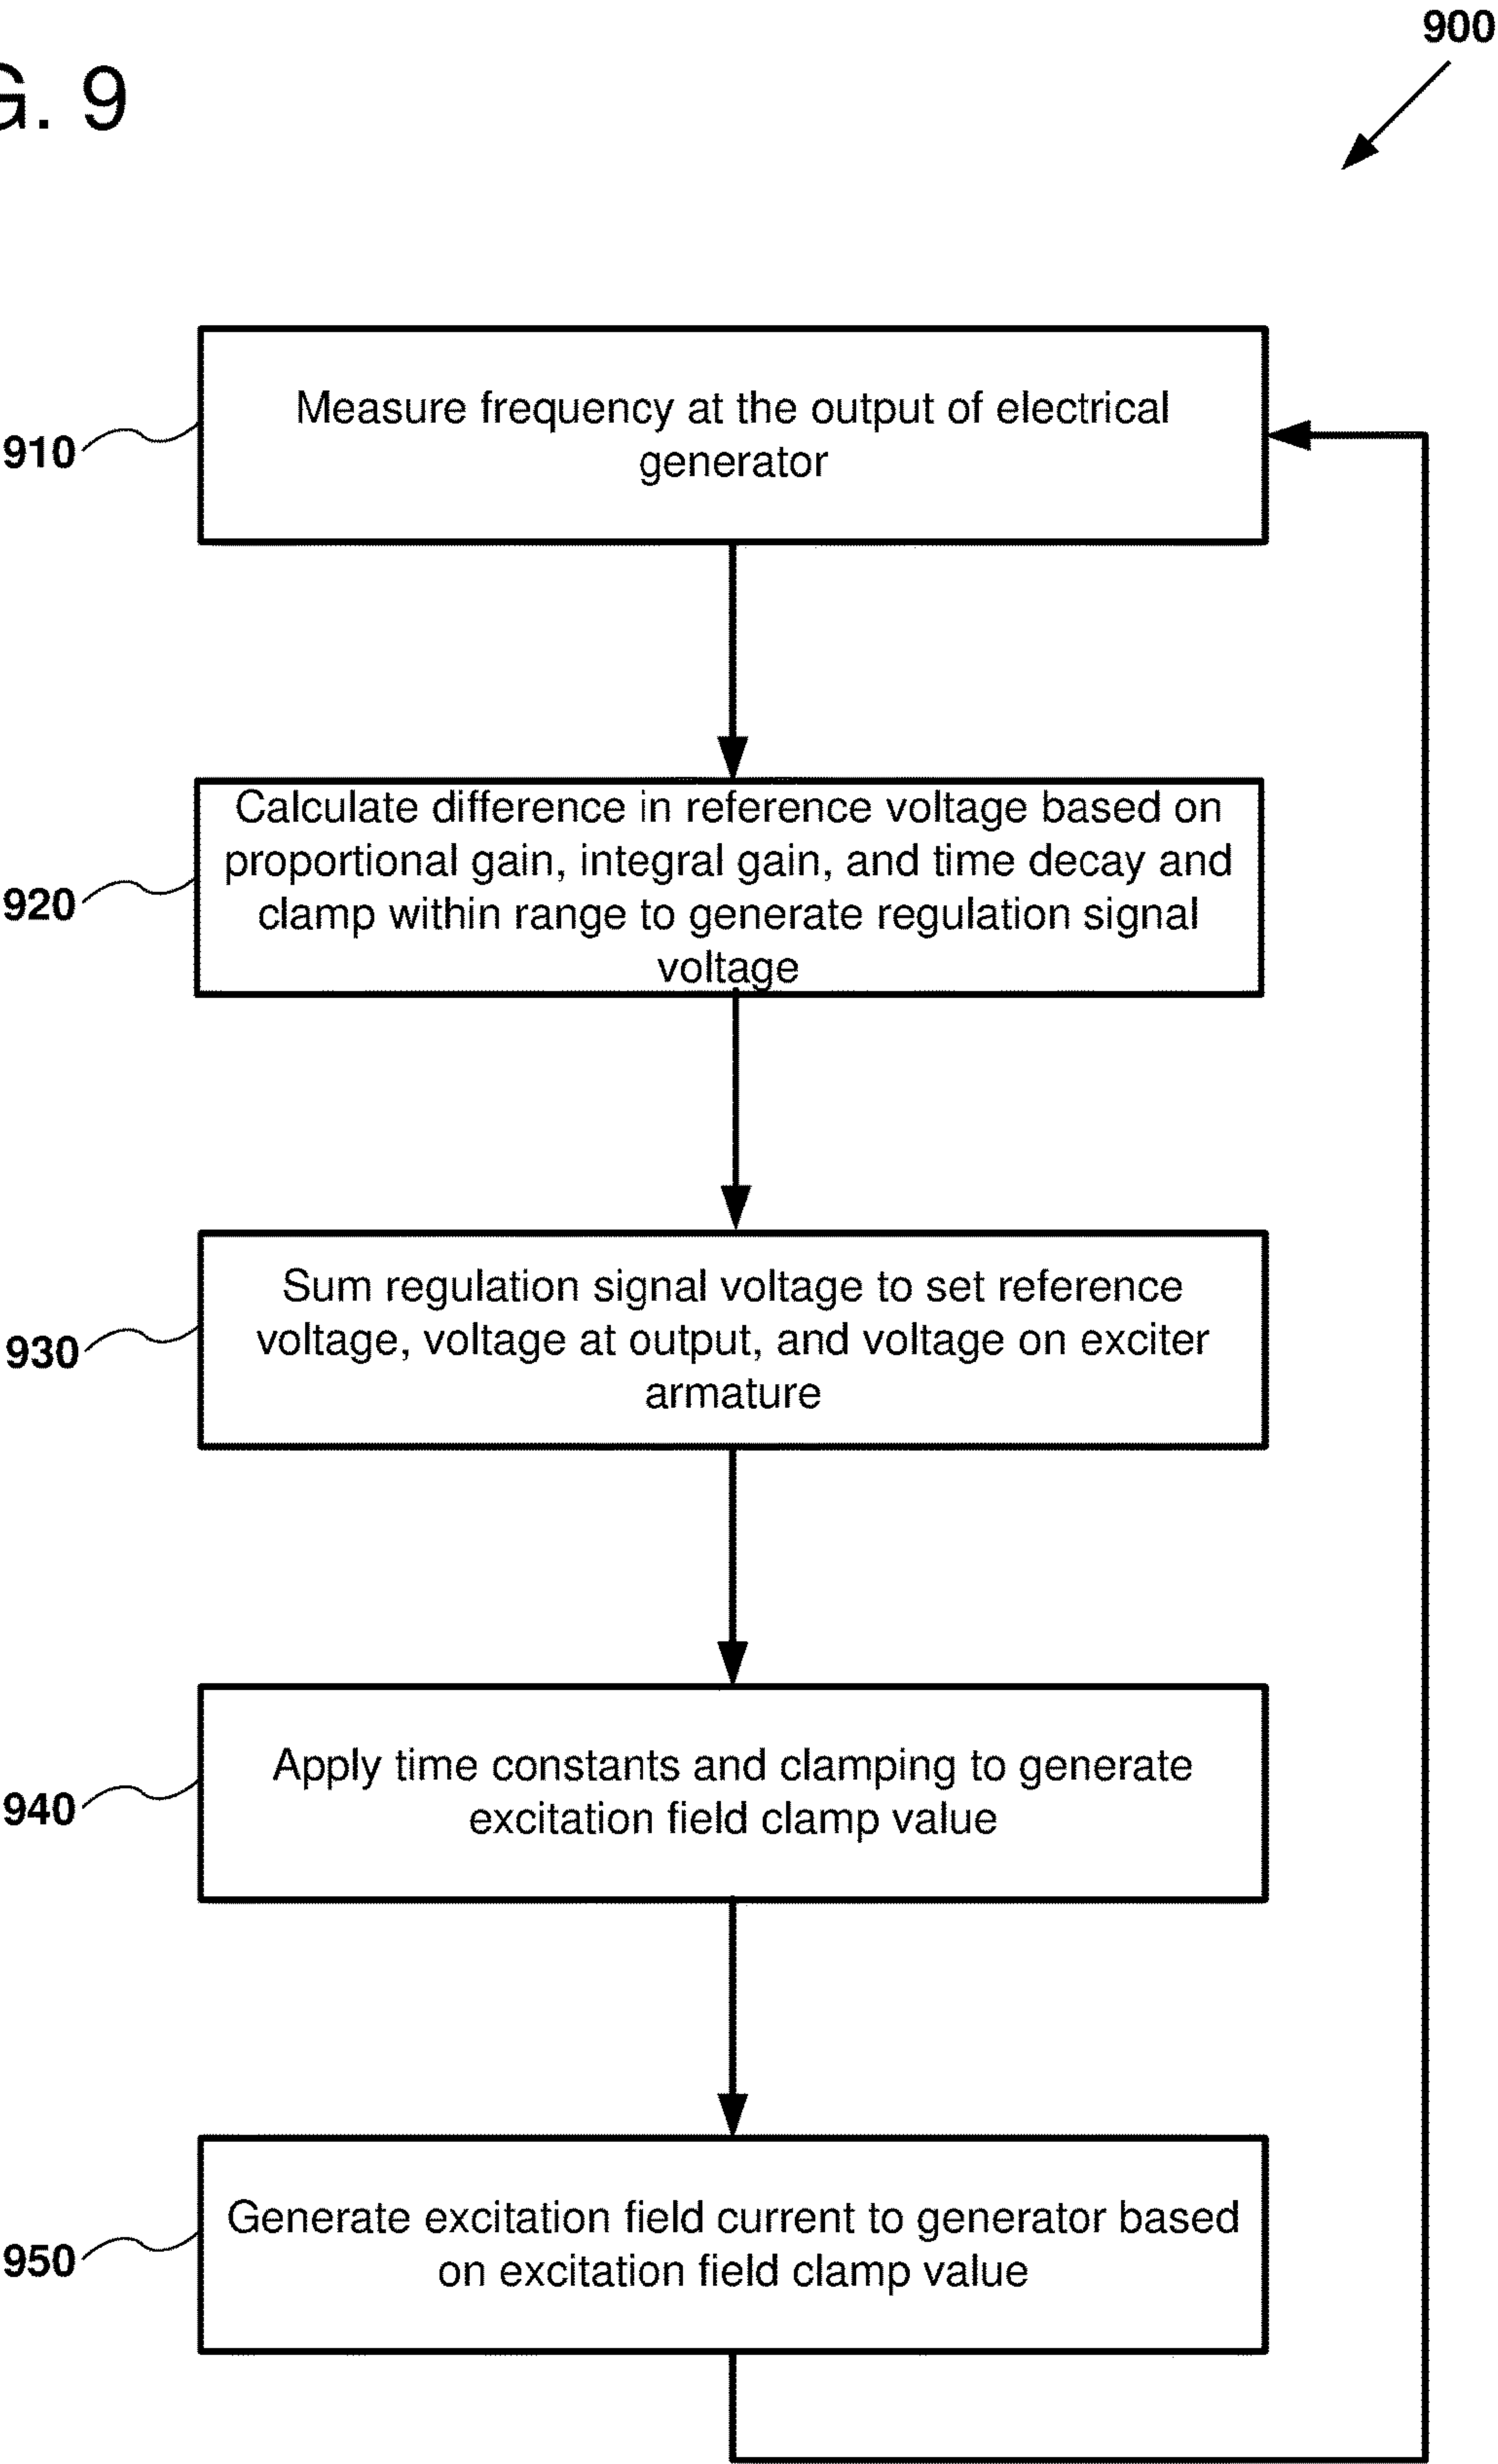 G. 9
900
Measure frequency at the output of electrical
generator
910
Calculate difference in reference voltage based on
proportional gain, integral gain, and time decay and
clamp within range to generate regulation signal
voltage
920
Sum regulation signal voltage to set reference
voltage, voltage at output, and voltage on exciter
armature
930
Apply time constants and clamping to generate
excitation field clamp value
940
Generate excitation field current to generator based
on excitation field clamp value
950